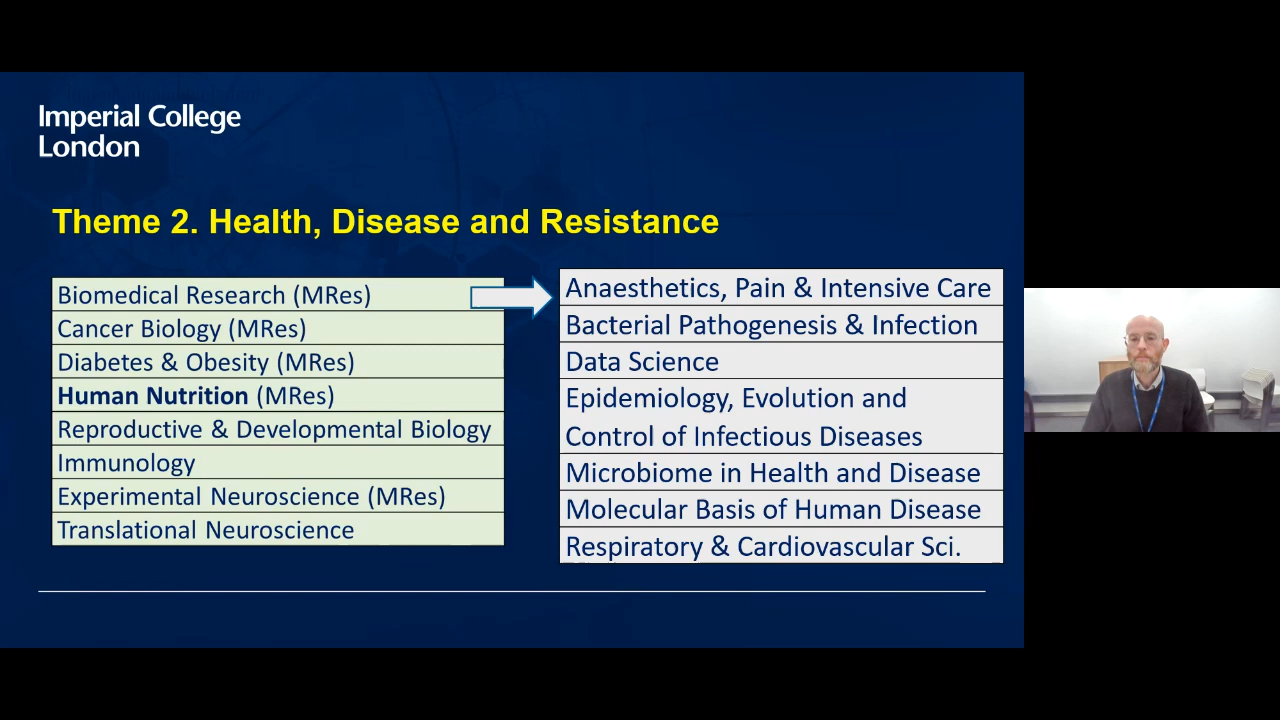 Imperial College
London
Theme 2. Health, Disease and Resistance
Biomedical Research (MRes)
Cancer Biology (MRes)
Diabetes & Obesity (MRes)
Human Nutrition (MRes)
Reproductive & Developmental Biology
Immunology
Experimental Neuroscience (MRes)
Translational Neuroscience
Anaesthetics, Pain & Intensive Care
Bacterial Pathogenesis & Infection
Data Science
Epidemiology, Evolution and
Control of Infectious Diseases
Microbiome in Health and Disease
Molecular Basis of Human Disease
Respiratory & Cardiovascular Sci.